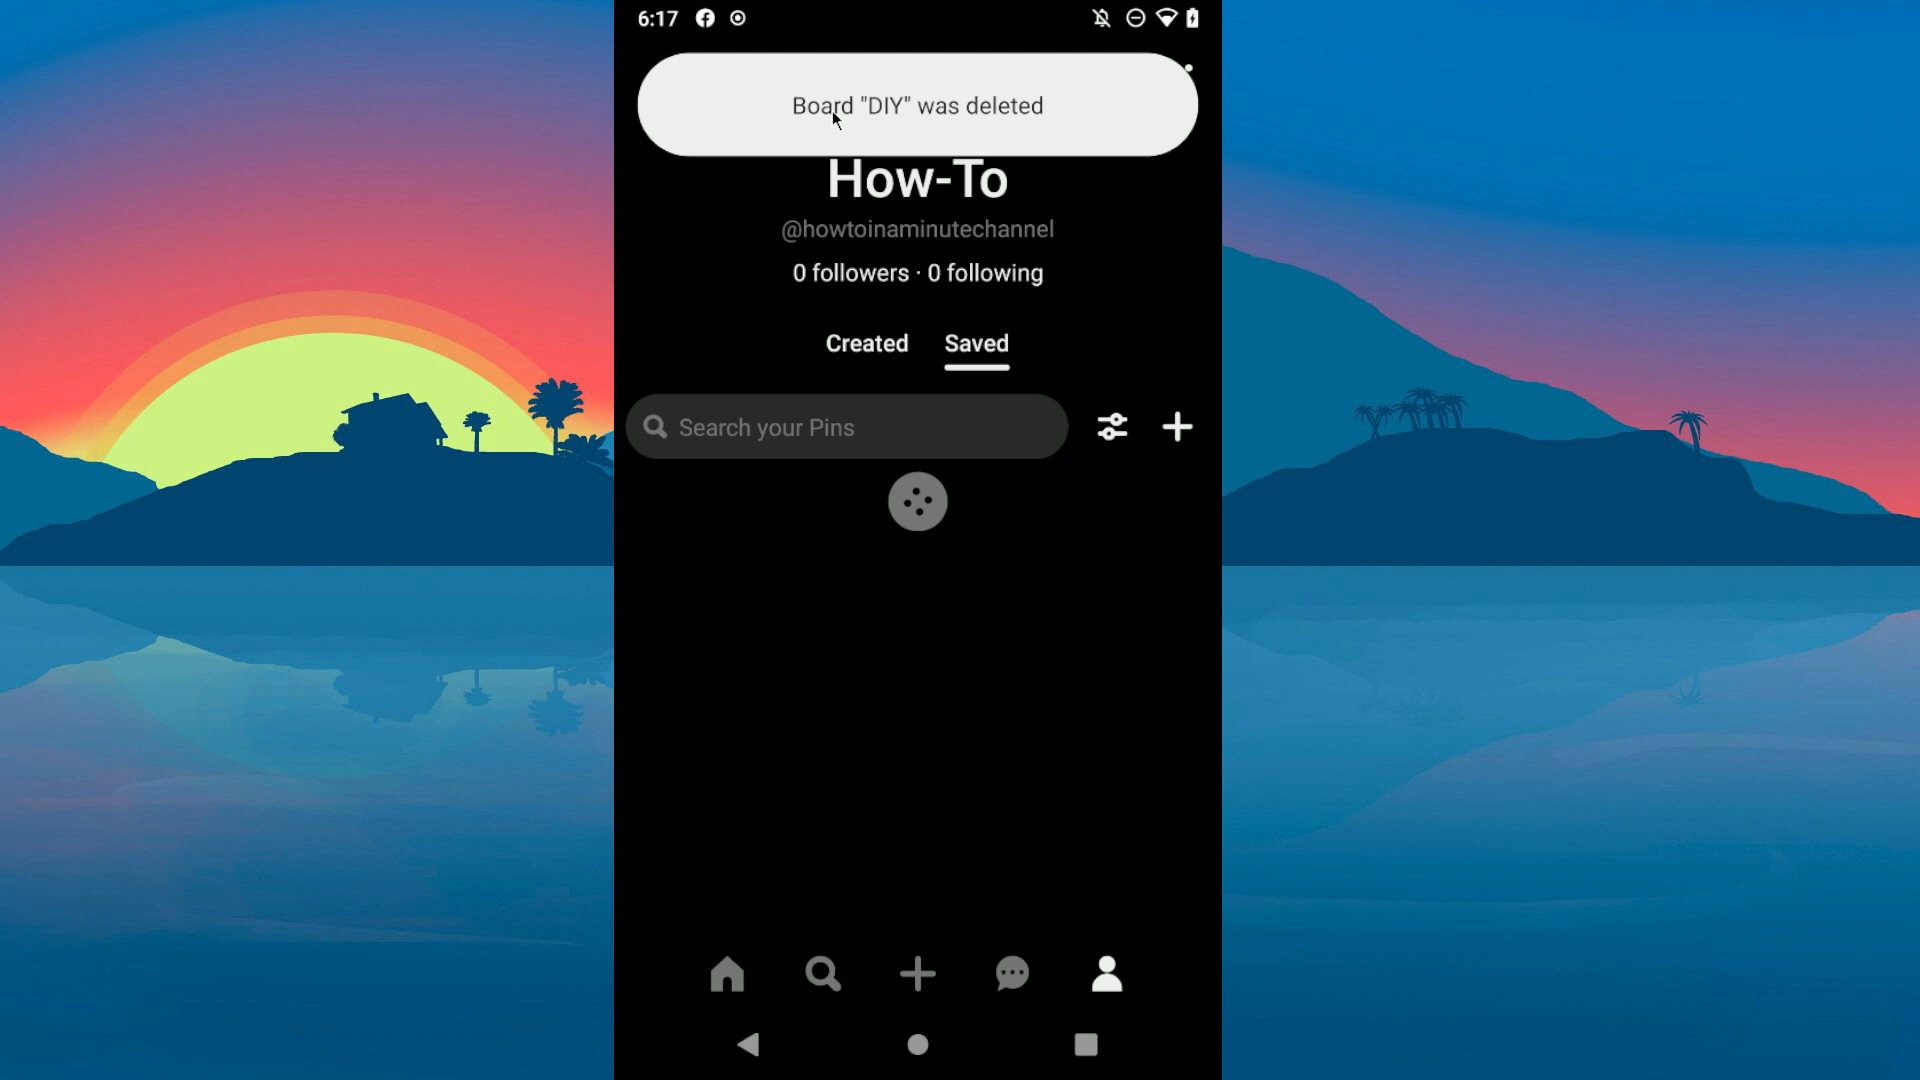 6:17
Board "DIY" was deleted
How-To
@howtoinaminutechannel
0 followers · 0 following
Created Saved
Search your Pins